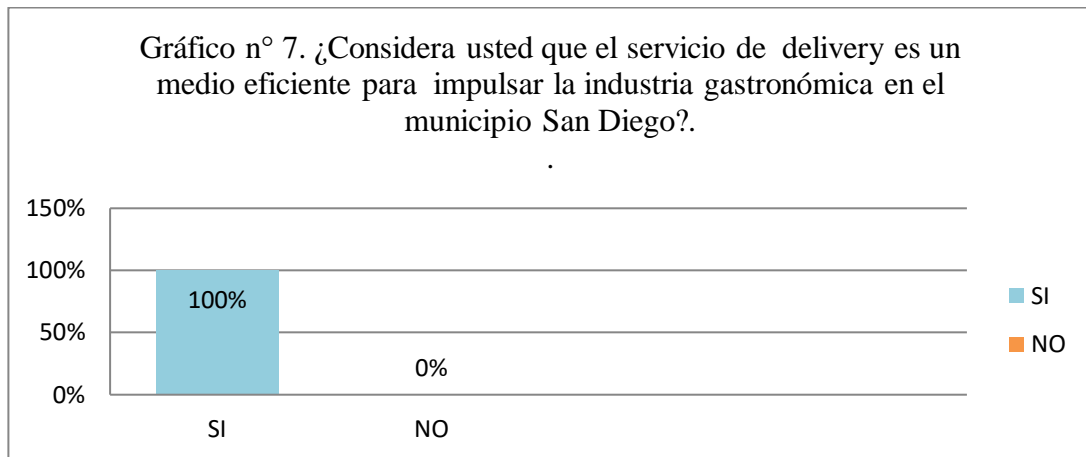 Gráfico n° 7. ¿Considera usted que el servicio de delivery es un
medio eficiente para impulsar la industria gastronómica en el
municipio San Diego?.
.
150%
100%
50%
0%
100%
0%
SI
NO
SI
NO